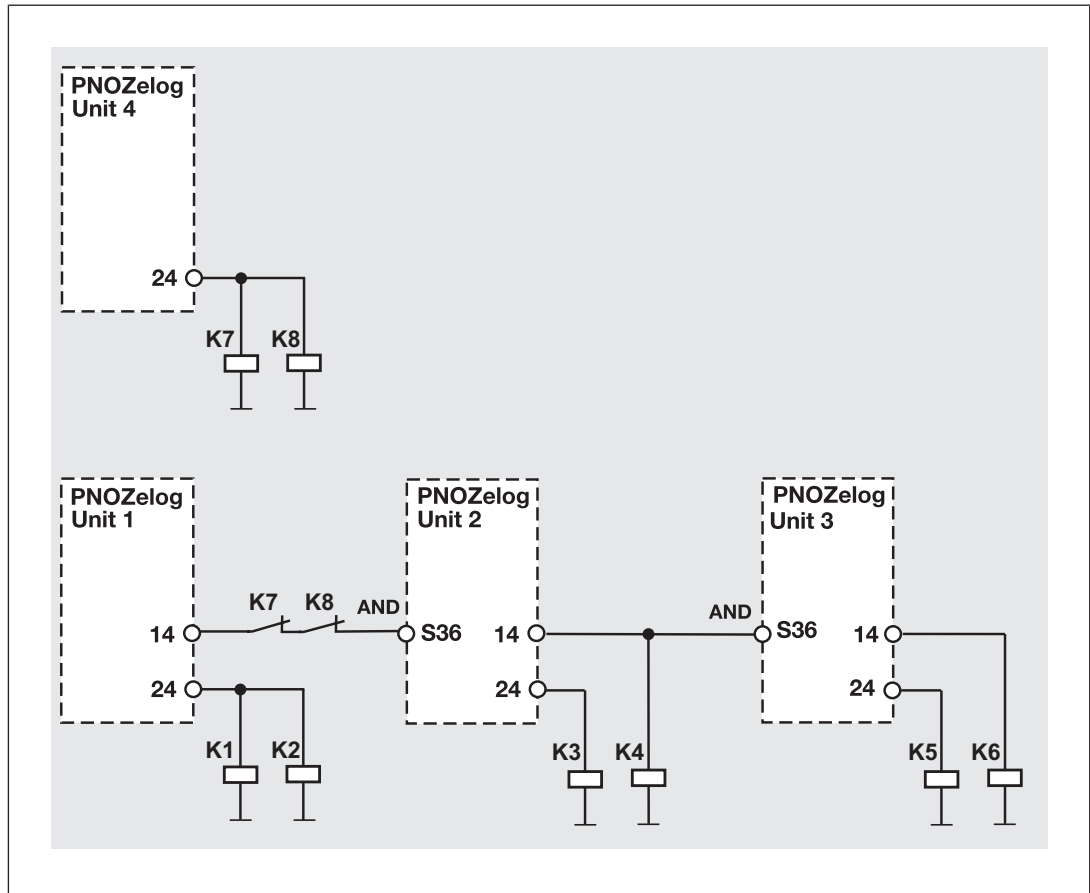 PNOZelog
Unit 4
24
K7 K8
PNOZelog
Unit 1
PNOZelog
Unit 2
PNOZelog
Unit 3
K7 K8 AND
AND
14
S36
14
S36
14
24
24
24
K1 K2
K3 K4
K5 K6